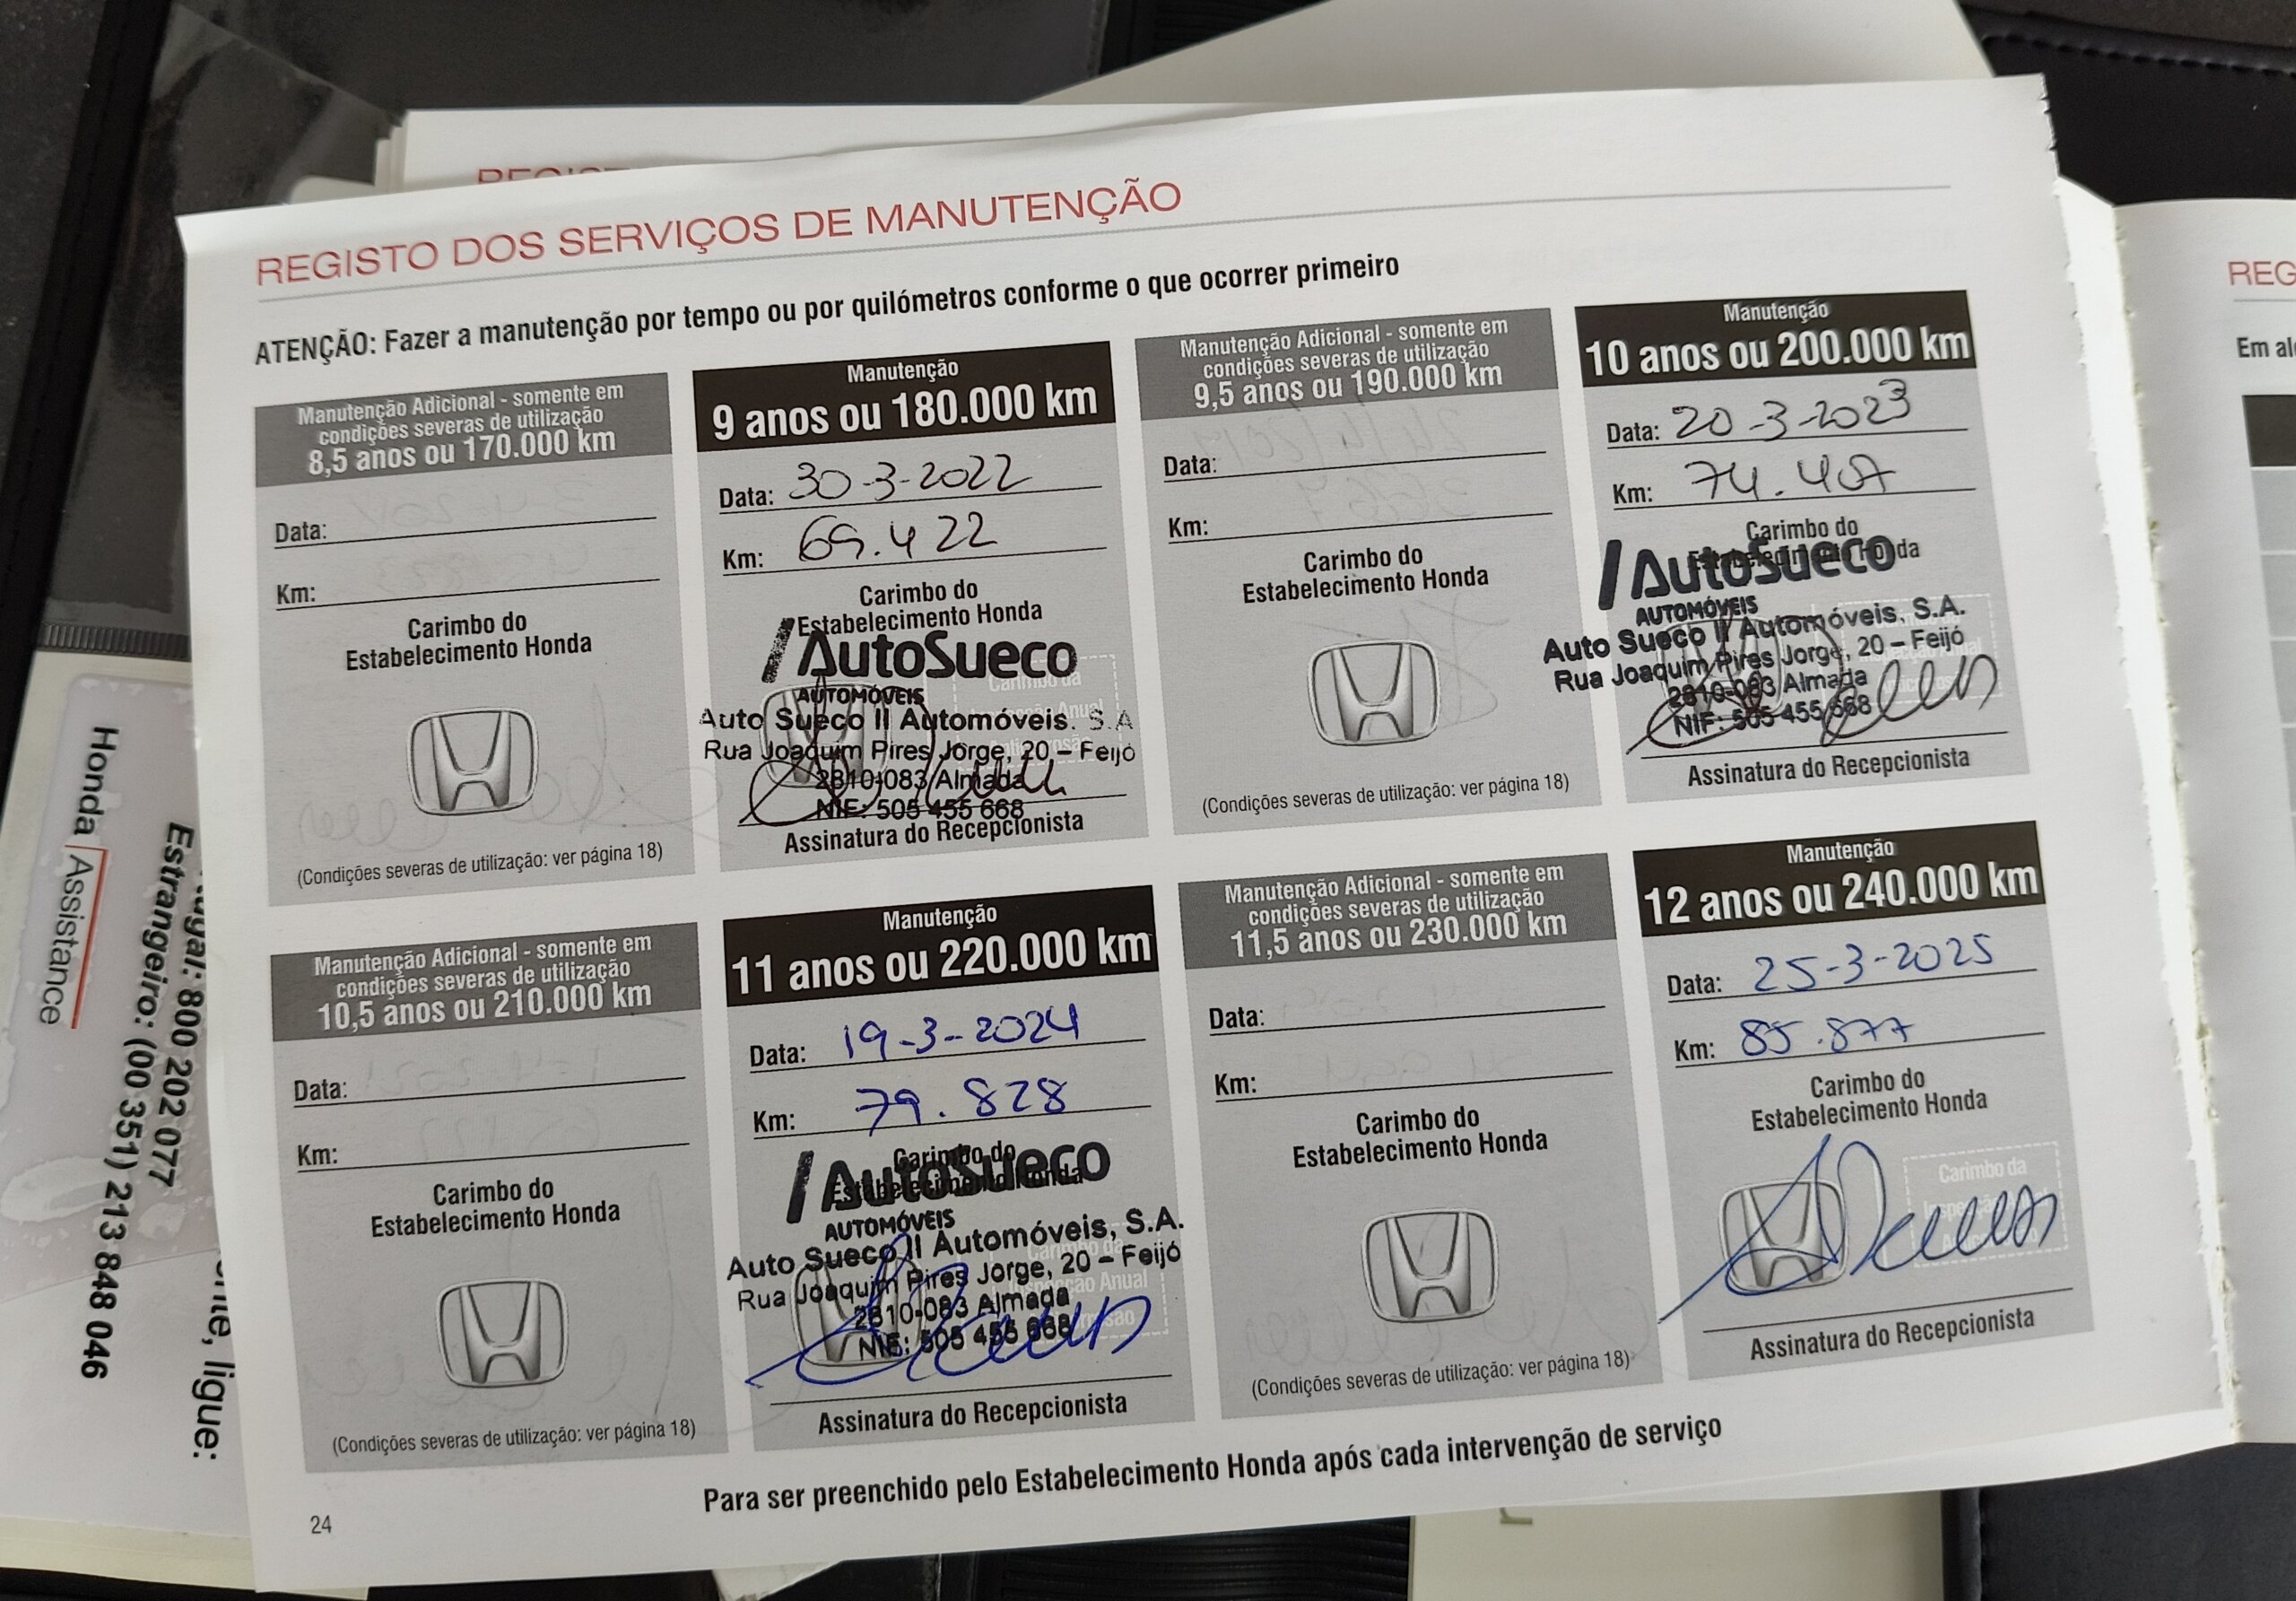 REGISTO DOS SERVIÇOS DE MANUTENÇÃO
ATENÇÃO: Fazer a manutenção por tempo ou por quilómetros conforme o que ocorrer primeiro
Manutenção Adicional - somente em
condições severas de utilização
8,5 anos ou 170.000 km
Data:
Km:
Carimbo do
Estabelecimento Honda
(Condições severas de utilização: ver página 18)
Manutenção
9 anos ou 180.000 km
Data: 30-3-2022
Km: 69.422
Carimbo do
Estabelecimento Honda
AutoSueco
AUTOMÓVEIS
Auto Sueco II Automóveis. S.A
Rua Joaquim Pires Jorge, 20 – Feijó
2810-083 Almada
NIF: 505 455 668
Assinatura do Recepcionista
Manutenção Adicional - somente em
condições severas de utilização
9,5 anos ou 190.000 km
Data:
Km:
Carimbo do
Estabelecimento Honda
(Condições severas de utilização: ver página 18)
Manutenção
10 anos ou 200.000 km
Data: 20-3-2023
Km: 74.407
Carimbo do
Estabelecimento Honda
AutoSueco
AUTOMÓVEIS
Auto Sueco II Automóveis, S.A.
Rua Joaquim Pires Jorge, 20 – Feijó
2810-083 Almada
NIF: 505 455 668
Assinatura do Recepcionista
Manutenção Adicional - somente em
condições severas de utilização
10,5 anos ou 210.000 km
Data:
Km:
Carimbo do
Estabelecimento Honda
(Condições severas de utilização: ver página 18)
Manutenção
11 anos ou 220.000 km
Data: 19-3-2024
Km: 79.828
Carimbo do
Estabelecimento Honda
AutoSueco
AUTOMÓVEIS
Auto Sueco II Automóveis, S.A.
Rua Joaquim Pires Jorge, 20 – Feijó
2810-083 Almada
NIF: 505 455 668
Assinatura do Recepcionista
Manutenção Adicional - somente em
condições severas de utilização
11,5 anos ou 230.000 km
Data:
Km:
Carimbo do
Estabelecimento Honda
(Condições severas de utilização: ver página 18)
Manutenção
12 anos ou 240.000 km
Data: 25-3-2025
Km: 85.877
Carimbo do
Estabelecimento Honda
Carimbo da
Assinatura do Recepcionista
Para ser preenchido pelo Estabelecimento Honda após cada intervenção de serviço
24
Honda Assistance
ligue:
800 202 077
Estrangeiro: (00 351) 213 848 046
REG
Em al